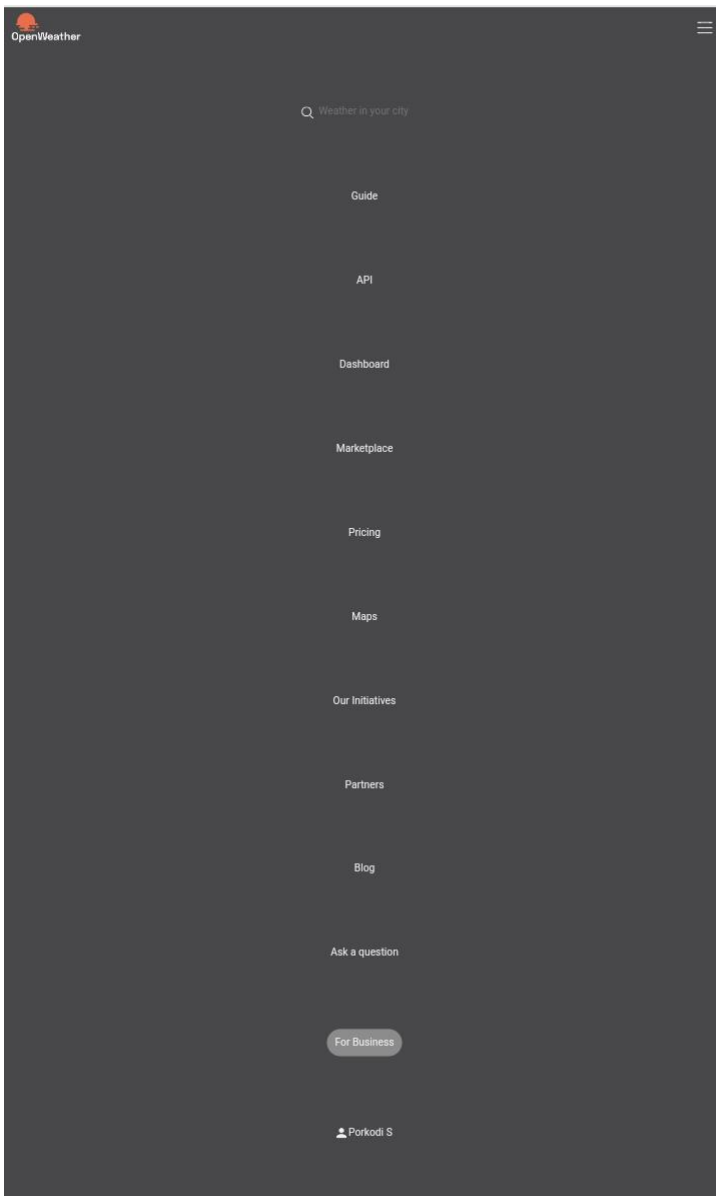 OpenWeather
Weather in your city
Guide
API
Dashboard
Marketplace
Pricing
Maps
Our Initiatives
Partners
Blog
Ask a question
For Business
Porkodi S